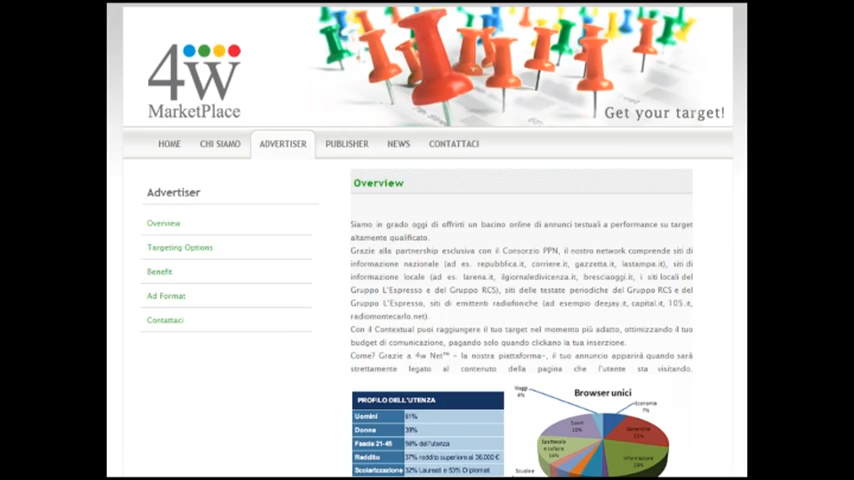 4w
MarketPlace
Get your target!
HOME CHI SIAMO ADVERTISER PUBLISHER NEWS CONTATTACI
Advertiser
Overview
Targeting Options
Benefit
Ad Format
Contattaci
Overview
Siamo in grado oggi di offrirti un bacino online di annunci testuali a performance su target
altamente qualificato.
Grazie alla partnership esclusiva con il Consorzio PPN, il nostro network comprende siti di
informazione nazionale (ad es. repubblica.it, corriere.it, gazzetta.it, lastampa.it), siti di
informazione locale (ad es. larena.it, ilgiornaledivicenza.it, bresciaoggi.it, i siti locali del
Gruppo L'Espresso e del Gruppo RCS), siti delle testate periodiche del Gruppo RCS e del
Gruppo L'Espresso, siti di emittenti radiofoniche (ad esempio deejay.it, capital.it, 105.it,
radiomontecarlo.net).
Con il Contextual puoi raggiungere il tuo target nel momento più adatto, ottimizzando il tuo
budget di comunicazione, pagando solo quando clickano la tua inserzione.
Come? Grazie a 4w Net™ - la nostra piattaforma-, il tuo annuncio apparirà quando sarà
strettamente legato al contenuto della pagina che l'utente sta visitando.
PROFILO DELL'UTENZA
Uomini 61%
Donne 39%
Fascia 21-45 56% dell'utenza
Reddito 37% reddito superiore ai 36.000 €
Scolarizzazione 32% Laureati e 53% Diplomati
Browser unici
Viaggi
Economia
7%
Generiche
Informazione
Sport
Spettacolo
e cultura
14%
Scuola e